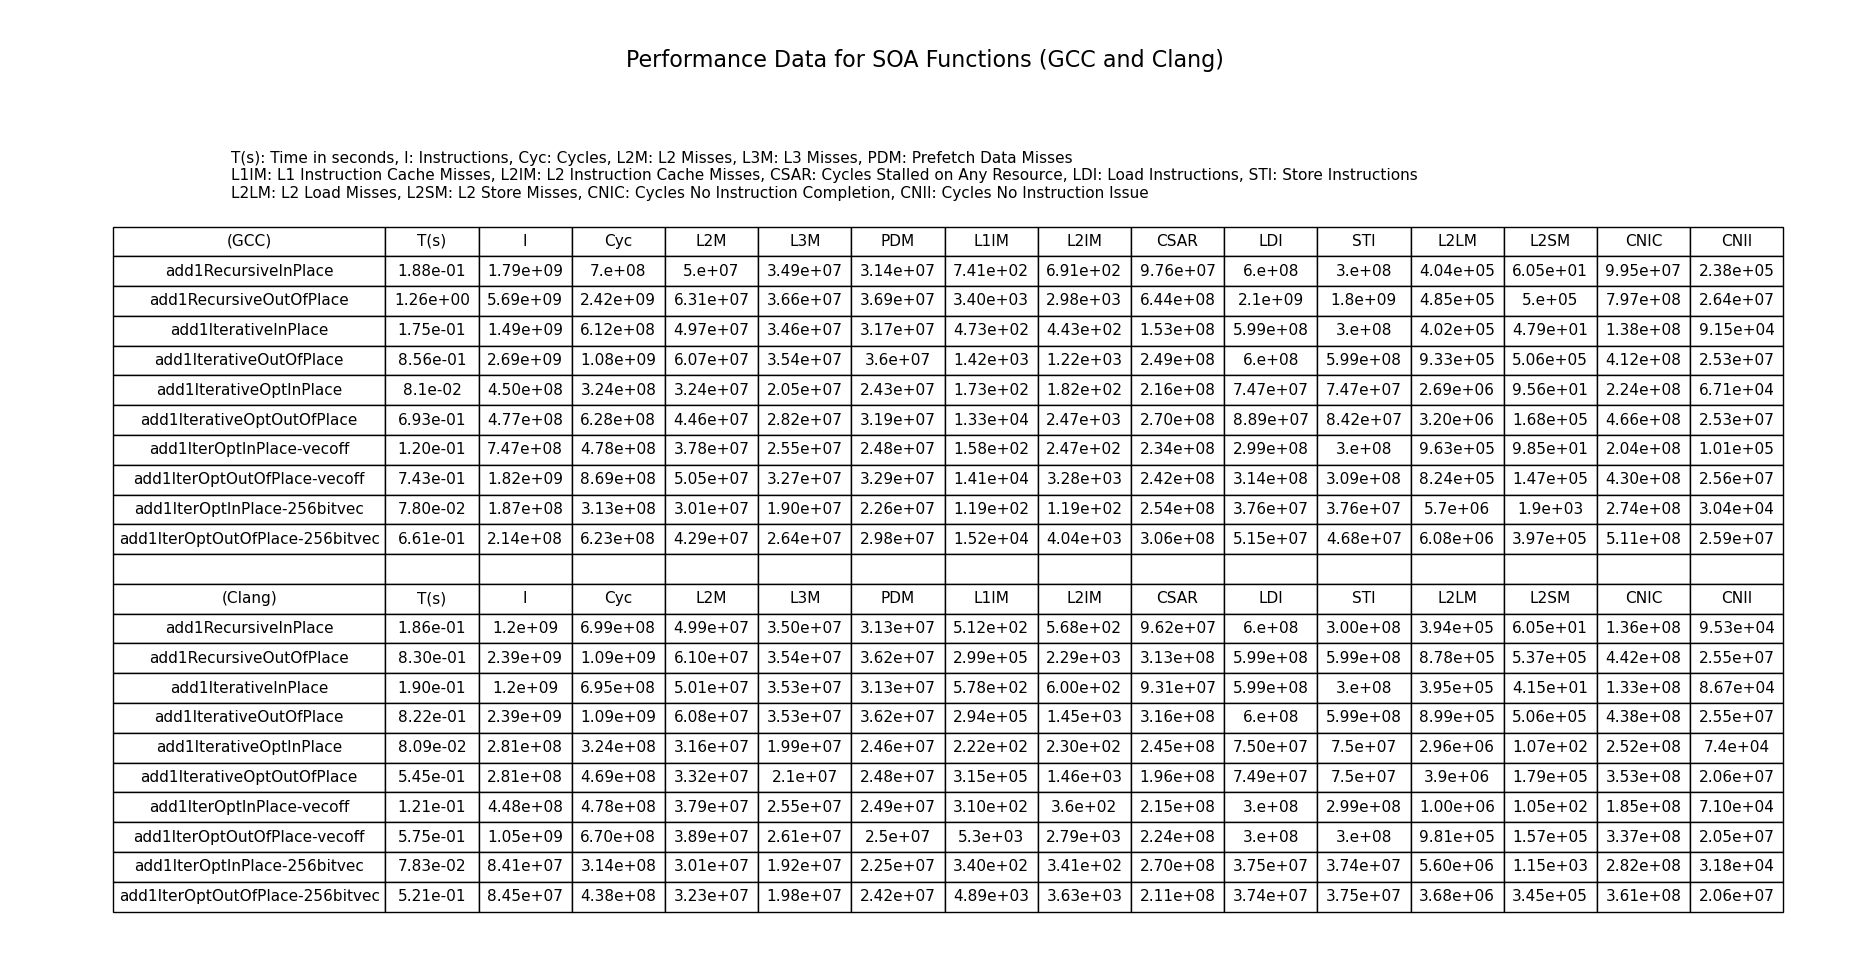 Performance Data for SOA Functions (GCC and Clang)
T(s): Time in seconds, I: Instructions, Cyc: Cycles, L2M: L2 Misses, L3M: L3 Misses, PDM: Prefetch Data Misses
L1IM: L1 Instruction Cache Misses, L2IM: L2 Instruction Cache Misses, CSAR: Cycles Stalled on Any Resource, LDI: Load Instructions, STI: Store Instructions
L2LM: L2 Load Misses, L2SM: L2 Store Misses, CNIC: Cycles No Instruction Completion, CNII: Cycles No Instruction Issue
(GCC) T(s) I Cyc L2M L3M PDM L1IM L2IM CSAR LDI STI L2LM L2SM CNIC CNII
add1RecursiveInPlace 1.88e-01 1.79e+09 7.e+08 5.e+07 3.49e+07 3.14e+07 7.41e+02 6.91e+02 9.76e+07 6.e+08 3.e+08 4.04e+05 6.05e+01 9.95e+07 2.38e+05
add1RecursiveOutOfPlace 1.26e+00 5.69e+09 2.42e+09 6.31e+07 3.66e+07 3.69e+07 3.40e+03 2.98e+03 6.44e+08 2.1e+09 1.8e+09 4.85e+05 5.e+05 7.97e+08 2.64e+07
add1IterativeInPlace 1.75e-01 1.49e+09 6.12e+08 4.97e+07 3.46e+07 3.17e+07 4.73e+02 4.43e+02 1.53e+08 5.99e+08 3.e+08 4.02e+05 4.79e+01 1.38e+08 9.15e+04
add1IterativeOutOfPlace 8.56e-01 2.69e+09 1.08e+09 6.07e+07 3.54e+07 3.6e+07 1.42e+03 1.22e+03 2.49e+08 6.e+08 5.99e+08 9.33e+05 5.06e+05 4.12e+08 2.53e+07
add1IterativeOptInPlace 8.1e-02 4.50e+08 3.24e+08 3.24e+07 2.05e+07 2.43e+07 1.73e+02 1.82e+02 2.16e+08 7.47e+07 7.47e+07 2.69e+06 9.56e+01 2.24e+08 6.71e+04
add1IterativeOptOutOfPlace 6.93e-01 4.77e+08 6.28e+08 4.46e+07 2.82e+07 3.19e+07 1.33e+04 2.47e+03 2.70e+08 8.89e+07 8.42e+07 3.20e+06 1.68e+05 4.66e+08 2.53e+07
add1IterOptInPlace-vecoff 1.20e-01 7.47e+08 4.78e+08 3.78e+07 2.55e+07 2.48e+07 1.58e+02 2.47e+02 2.34e+08 2.99e+08 3.e+08 9.63e+05 9.85e+01 2.04e+08 1.01e+05
add1IterOptOutOfPlace-vecoff 7.43e-01 1.82e+09 8.69e+08 5.05e+07 3.27e+07 3.29e+07 1.41e+04 3.28e+03 2.42e+08 3.14e+08 3.09e+08 8.24e+05 1.47e+05 4.30e+08 2.56e+07
add1IterOptInPlace-256bitvec 7.80e-02 1.87e+08 3.13e+08 3.01e+07 1.90e+07 2.26e+07 1.19e+02 1.19e+02 2.54e+08 3.76e+07 3.76e+07 5.7e+06 1.9e+03 2.74e+08 3.04e+04
add1IterOptOutOfPlace-256bitvec 6.61e-01 2.14e+08 6.23e+08 4.29e+07 2.64e+07 2.98e+07 1.52e+04 4.04e+03 3.06e+08 5.15e+07 4.68e+07 6.08e+06 3.97e+05 5.11e+08 2.59e+07
(Clang) T(s) I Cyc L2M L3M PDM L1IM L2IM CSAR LDI STI L2LM L2SM CNIC CNII
add1RecursiveInPlace 1.86e-01 1.2e+09 6.99e+08 4.99e+07 3.50e+07 3.13e+07 5.12e+02 5.68e+02 9.62e+07 6.e+08 3.00e+08 3.94e+05 6.05e+01 1.36e+08 9.53e+04
add1RecursiveOutOfPlace 8.30e-01 2.39e+09 1.09e+09 6.10e+07 3.54e+07 3.62e+07 2.99e+05 2.29e+03 3.13e+08 5.99e+08 5.99e+08 8.78e+05 5.37e+05 4.42e+08 2.55e+07
add1IterativeInPlace 1.90e-01 1.2e+09 6.95e+08 5.01e+07 3.53e+07 3.13e+07 5.78e+02 6.00e+02 9.31e+07 5.99e+08 3.e+08 3.95e+05 4.15e+01 1.33e+08 8.67e+04
add1IterativeOutOfPlace 8.22e-01 2.39e+09 1.09e+09 6.08e+07 3.53e+07 3.62e+07 2.94e+05 1.45e+03 3.16e+08 6.e+08 5.99e+08 8.99e+05 5.06e+05 4.38e+08 2.55e+07
add1IterativeOptInPlace 8.09e-02 2.81e+08 3.24e+08 3.16e+07 1.99e+07 2.46e+07 2.22e+02 2.30e+02 2.45e+08 7.50e+07 7.5e+07 2.96e+06 1.07e+02 2.52e+08 7.4e+04
add1IterativeOptOutOfPlace 5.45e-01 2.81e+08 4.69e+08 3.32e+07 2.1e+07 2.48e+07 3.15e+05 1.46e+03 1.96e+08 7.49e+07 7.5e+07 3.9e+06 1.79e+05 3.53e+08 2.06e+07
add1IterOptInPlace-vecoff 1.21e-01 4.48e+08 4.78e+08 3.79e+07 2.55e+07 2.49e+07 3.10e+02 3.6e+02 2.15e+08 3.e+08 2.99e+08 1.00e+06 1.05e+02 1.85e+08 7.10e+04
add1IterOptOutOfPlace-vecoff 5.75e-01 1.05e+09 6.70e+08 3.89e+07 2.61e+07 2.5e+07 5.3e+03 2.79e+03 2.24e+08 3.e+08 3.e+08 9.81e+05 1.57e+05 3.37e+08 2.05e+07
add1IterOptInPlace-256bitvec 7.83e-02 8.41e+07 3.14e+08 3.01e+07 1.92e+07 2.25e+07 3.40e+02 3.41e+02 2.70e+08 3.75e+07 3.74e+07 5.60e+06 1.15e+03 2.82e+08 3.18e+04
add1IterOptOutOfPlace-256bitvec 5.21e-01 8.45e+07 4.38e+08 3.23e+07 1.98e+07 2.42e+07 4.89e+03 3.63e+03 2.11e+08 3.74e+07 3.75e+07 3.68e+06 3.45e+05 3.61e+08 2.06e+07